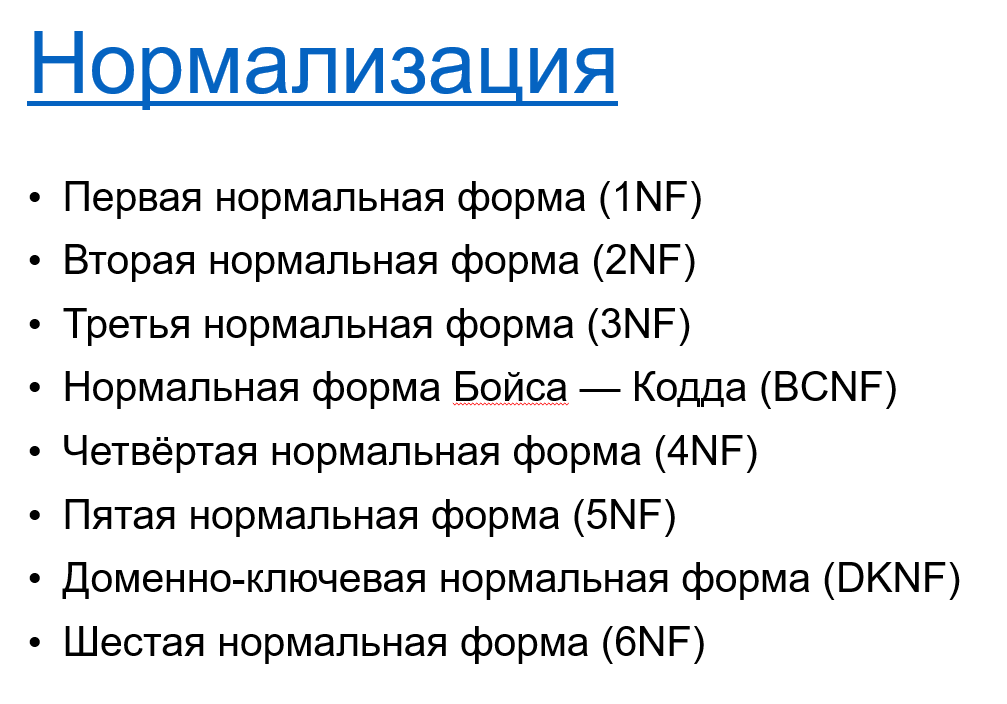 Нормализация
• Первая нормальная форма (1NF)
• Вторая нормальная форма (2NF)
• Третья нормальная форма (3NF)
• Нормальная форма Бойса — Кодда (BCNF)
• Четвёртая нормальная форма (4NF)
• Пятая нормальная форма (5NF)
• Доменно-ключевая нормальная форма (DKNF)
• Шестая нормальная форма (6NF)